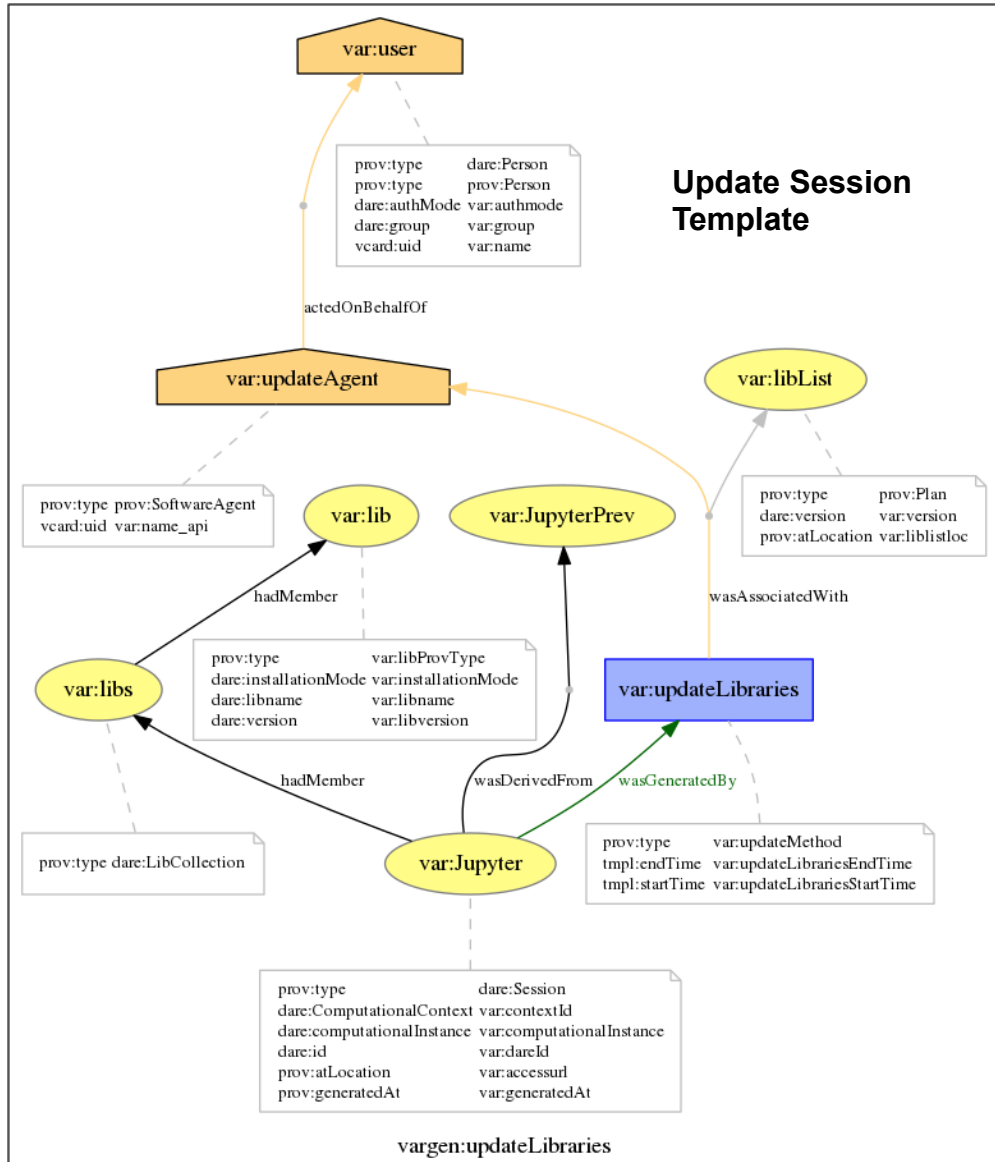 var:user
prov:type dare:Person
prov:type prov:Person
dare:authMode var:authmode
dare:group var:group
vcard:uid var:name
Update Session
Template
actedOnBehalfOf
var:updateAgent
var:libList
prov:type prov:SoftwareAgent
vcard:uid var:name_api
var:lib
var:JupyterPrev
prov:type prov:Plan
dare:version var:version
prov:atLocation var:liblistloc
hadMember
wasAssociatedWith
var:libs
prov:type var:libProvType
dare:installationMode var:installationMode
dare:libname var:libname
dare:version var:libversion
var:updateLibraries
hadMember
wasDerivedFrom
wasGeneratedBy
prov:type dare:LibCollection
var:Jupyter
prov:type var:updateMethod
tmpl:endTime var:updateLibrariesEndTime
tmpl:startTime var:updateLibrariesStartTime
prov:type dare:Session
dare:ComputationalContext var:contextId
dare:computationalInstance var:computationalInstance
dare:id var:dareId
prov:atLocation var:accessurl
prov:generatedAt var:generatedAt
vargen:updateLibraries